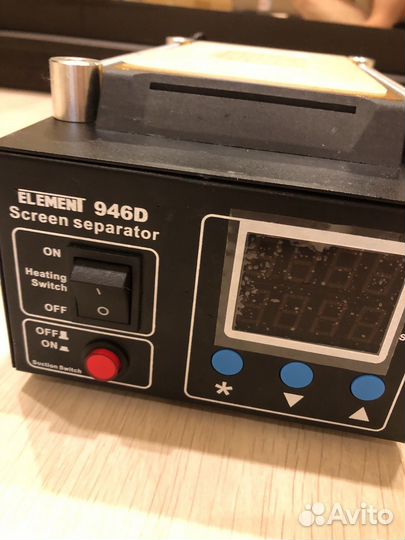 ELEMENT 946D
Screen separator
ON
Heating
Switch
OFF
OFF
ON
Suction Switch
Avito